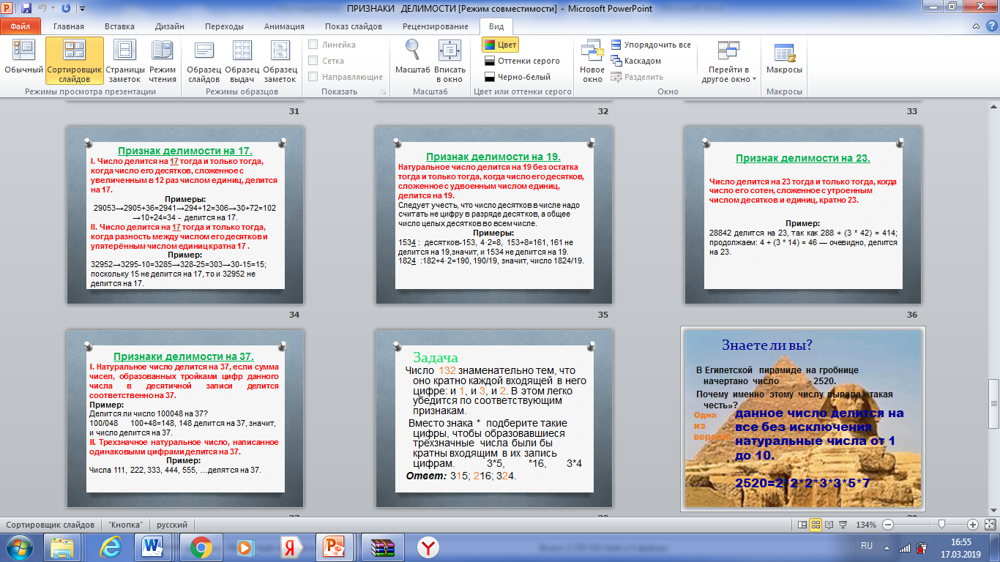 ПРИЗНАКИ ДЕЛИМОСТИ [Режим совместимости] - Microsoft PowerPoint
Файл Главная Вставка Дизайн Переходы Анимация Показ слайдов Рецензирование Вид
Обычный
Сортировщик слайдов
Страницы заметок
Режим чтения
Режимы просмотра презентации
Образец слайдов
Образец выдач
Образец заметок
Режимы образцов
Линейка
Сетка
Направляющие
Показать
Масштаб
Вписать в окно
Масштаб
Цвет
Оттенки серого
Черно-белый
Цвет или оттенки серого
Новое окно
Упорядочить все
Каскадом
Разделить
Перейти в другое окно
Окно
Макросы
Макросы
31
32
33
Признак делимости на 17.
I. Число делится на 17 тогда и только тогда,
когда число его десятков, сложенное с
увеличенным в 12 раз числом единиц, делится
на 17.
Примеры:
29053→2905+36=2941→294+12=306→30+72=102
→10+24=34 - делится на 17.
II. Число делится на 17 тогда и только тогда,
когда разность между числом его десятков и
упятерённым числом единиц кратна 17 .
Пример:
32952→3295-10=3285→328-25=303→30-15=15;
поскольку 15 не делится на 17, то и 32952 не
делится на 17.
34
Признак делимости на 19.
Натуральное число делится на 19 без остатка
тогда и только тогда, когда число его десятков,
сложенное с удвоенным числом единиц,
делится на 19.
Следует учесть, что число десятков в числе надо
считать не цифру в разряде десятков, а общее
число целых десятков во всем числе.
Примеры:
1534 : десятков-153, 4·2=8, 153+8=161, 161 не
делится на 19,значит, и 1534 не делится на 19.
1824 :182+4·2=190, 190/19, значит, число 1824/19.
35
Признак делимости на 23.
Число делится на 23 тогда и только тогда, когда
число его сотен, сложенное с утроенным
числом десятков и единиц, кратно 23.
Пример:
28842 делится на 23, так как 288 + (3 * 42) = 414;
продолжаем: 4 + (3 * 14) = 46 — очевидно, делится
на 23.
36
Признаки делимости на 37.
I. Натуральное число делится на 37, если сумма
чисел, образованных тройками цифр данного
числа в десятичной записи делится
соответственно на 37.
Пример:
Делится ли число 100048 на 37?
100/048 100+48=148, 148 делится на 37, значит,
и число делится на 37.
II. Трехзначное натуральное число, написанное
одинаковыми цифрами делится на 37.
Пример:
Числа 111, 222, 333, 444, 555, …делятся на 37.
Задача
Число 132 знаменательно тем, что
оно кратно каждой входящей в него
цифре: и 1, и 3, и 2. В этом легко
убедится по соответствующим
признакам.
Вместо знака * подберите такие
цифры, чтобы образовавшиеся
трёхзначные числа были бы
кратны входящим в их запись
цифрам. 3*5, *16, 3*4
Ответ: 315; 216; 324.
Знаете ли вы?
В Египетской пирамиде на гробнице
начертано число 2520.
Почему именно этому числу выпала «такая
честь»?
Одна
из
данное число делится на
все без исключения
натуральные числа от 1
до 10.
2520=2*2*2*3*3*5*7
Сортировщик слайдов "Кнопка" русский 134%
RU
16:55
17.03.2019